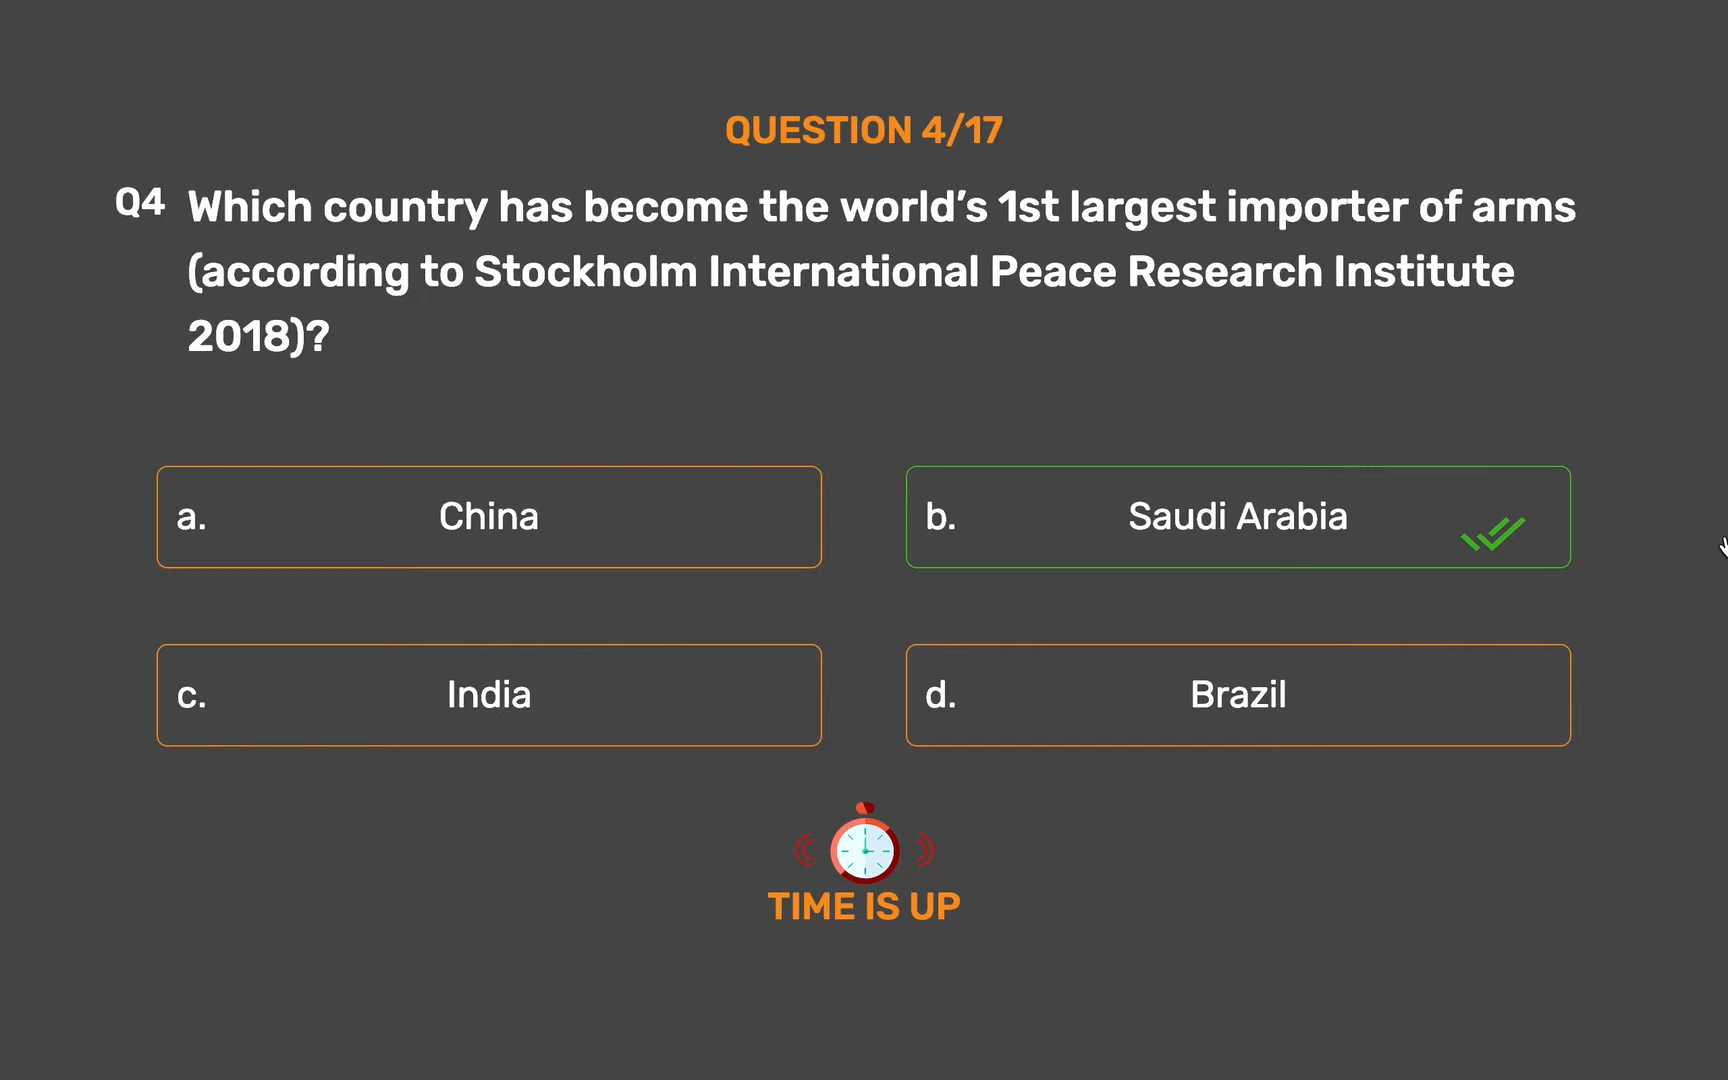 QUESTION 4/17
Q4 Which country has become the world’s 1st largest importer of arms
(according to Stockholm International Peace Research Institute
2018)?
a. China
b. Saudi Arabia
c. India
d. Brazil
TIME IS UP